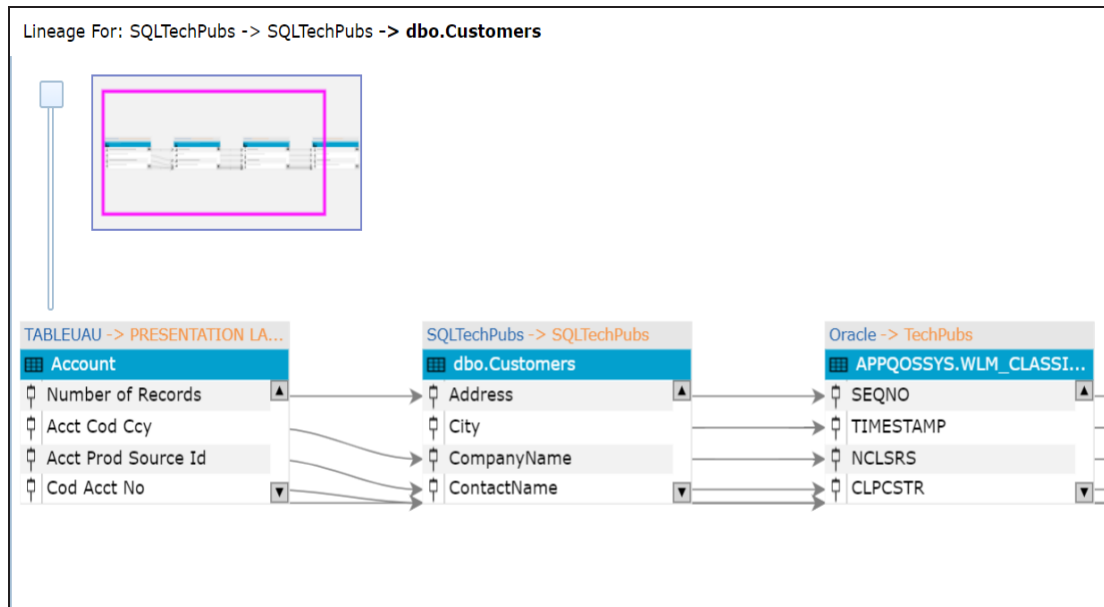 Lineage For: SQLTechPubs -> SQLTechPubs -> dbo.Customers
TABLEUAU -> PRESENTATION LA...
Account
Number of Records
Acct Cod Ccy
Acct Prod Source Id
Cod Acct No
SQLTechPubs -> SQLTechPubs
dbo.Customers
Address
City
CompanyName
ContactName
Oracle -> TechPubs
APPQOSSYS.WLM_CLASSI...
SEQNO
TIMESTAMP
NCLSRS
CLPCSTR